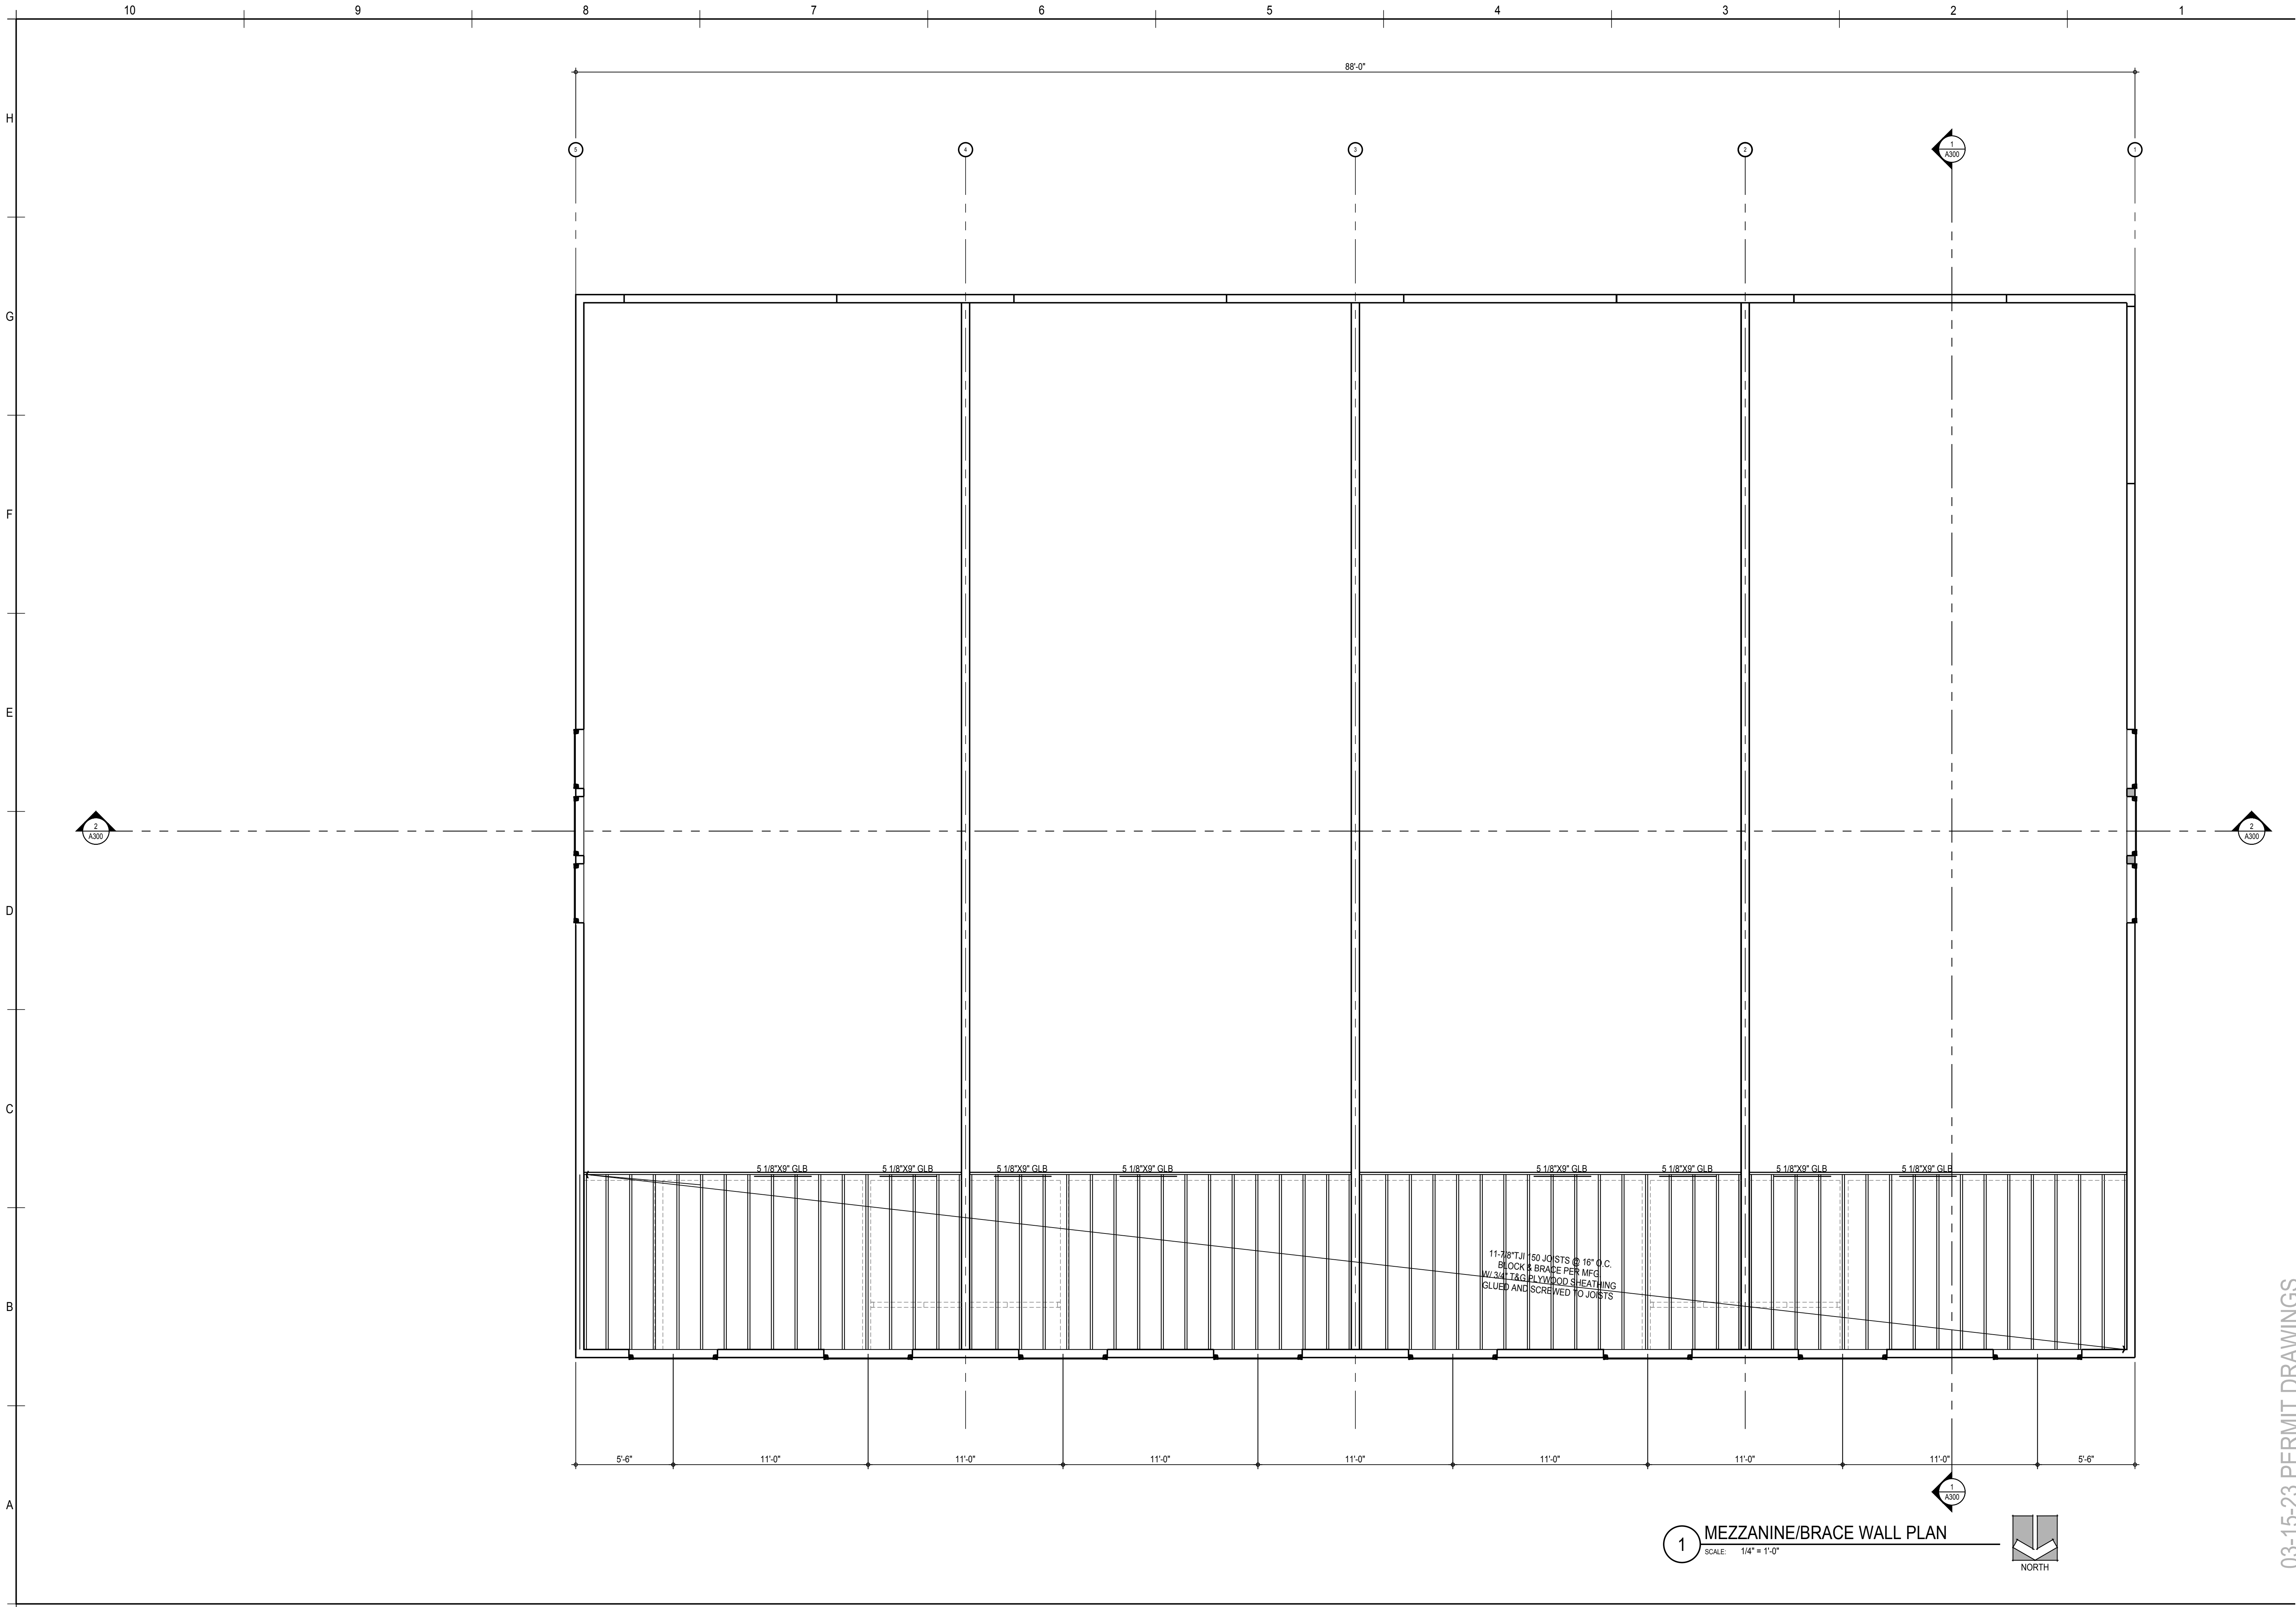 10 9 8 7 6 5 4 3 2 1
88'-0"
H
5 4 3 2 1
1
A300
G
F
E
2
A300
2
A300
D
C
5 1/8"X9" GLB 5 1/8"X9" GLB 5 1/8"X9" GLB 5 1/8"X9" GLB 5 1/8"X9" GLB 5 1/8"X9" GLB 5 1/8"X9" GLB 5 1/8"X9" GLB
11-7/8"TJI 150 JOISTS @ 16" O.C.
BLOCK & BRACE PER MFG
W/ 3/4" T&G PLYWOOD SHEATHING
GLUED AND SCREWED TO JOISTS
B
5'-6" 11'-0" 11'-0" 11'-0" 11'-0" 11'-0" 11'-0" 11'-0" 5'-6"
1
A300
A
1 MEZZANINE/BRACE WALL PLAN
SCALE: 1/4" = 1'-0"
NORTH
03-15-23 PERMIT DRAWINGS